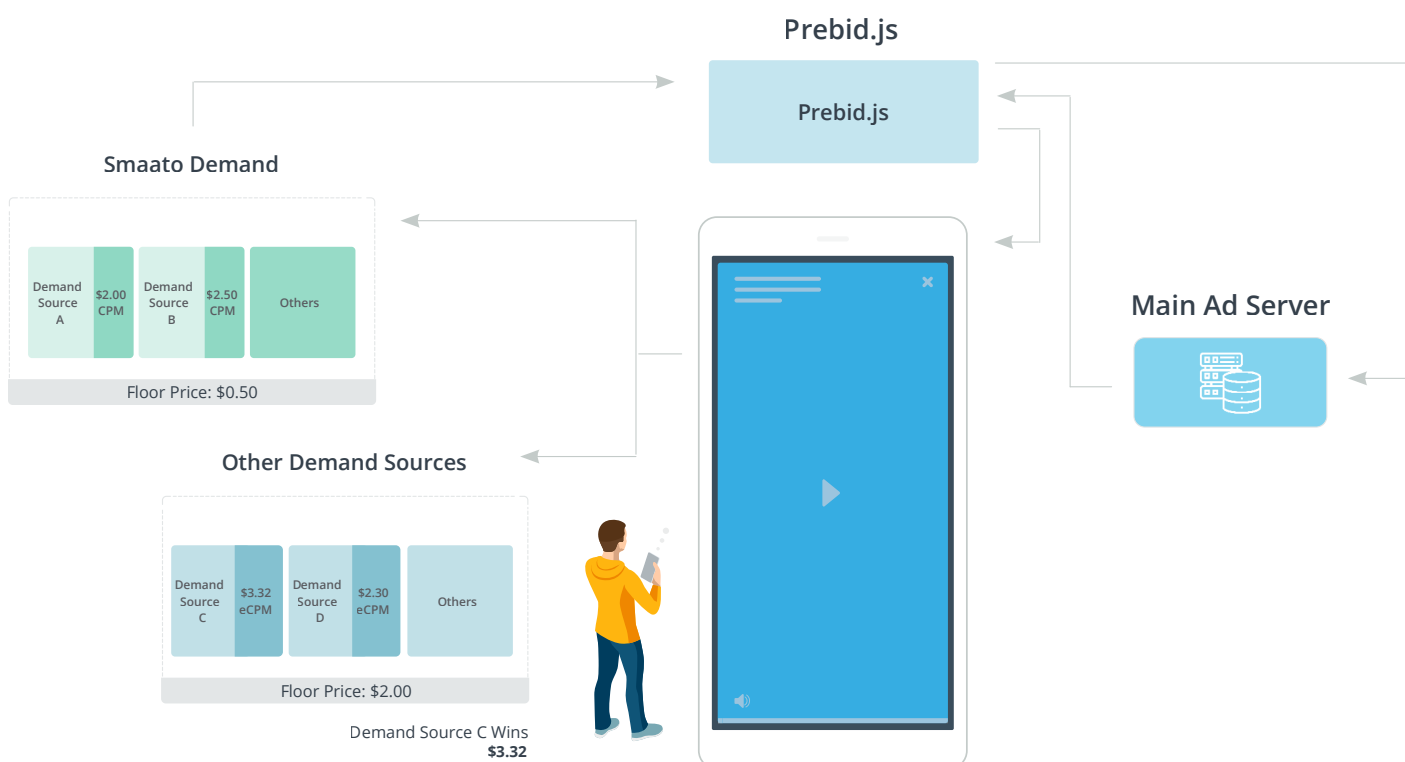 Prebid.js
Prebid.js
Smaato Demand
Demand
Source
A
$2.00
CPM
Demand
Source
B
$2.50
CPM
Others
Floor Price: $0.50
Main Ad Server
Other Demand Sources
Demand
Source
C
$3.32
eCPM
Demand
Source
D
$2.30
eCPM
Others
Floor Price: $2.00
Demand Source C Wins
$3.32